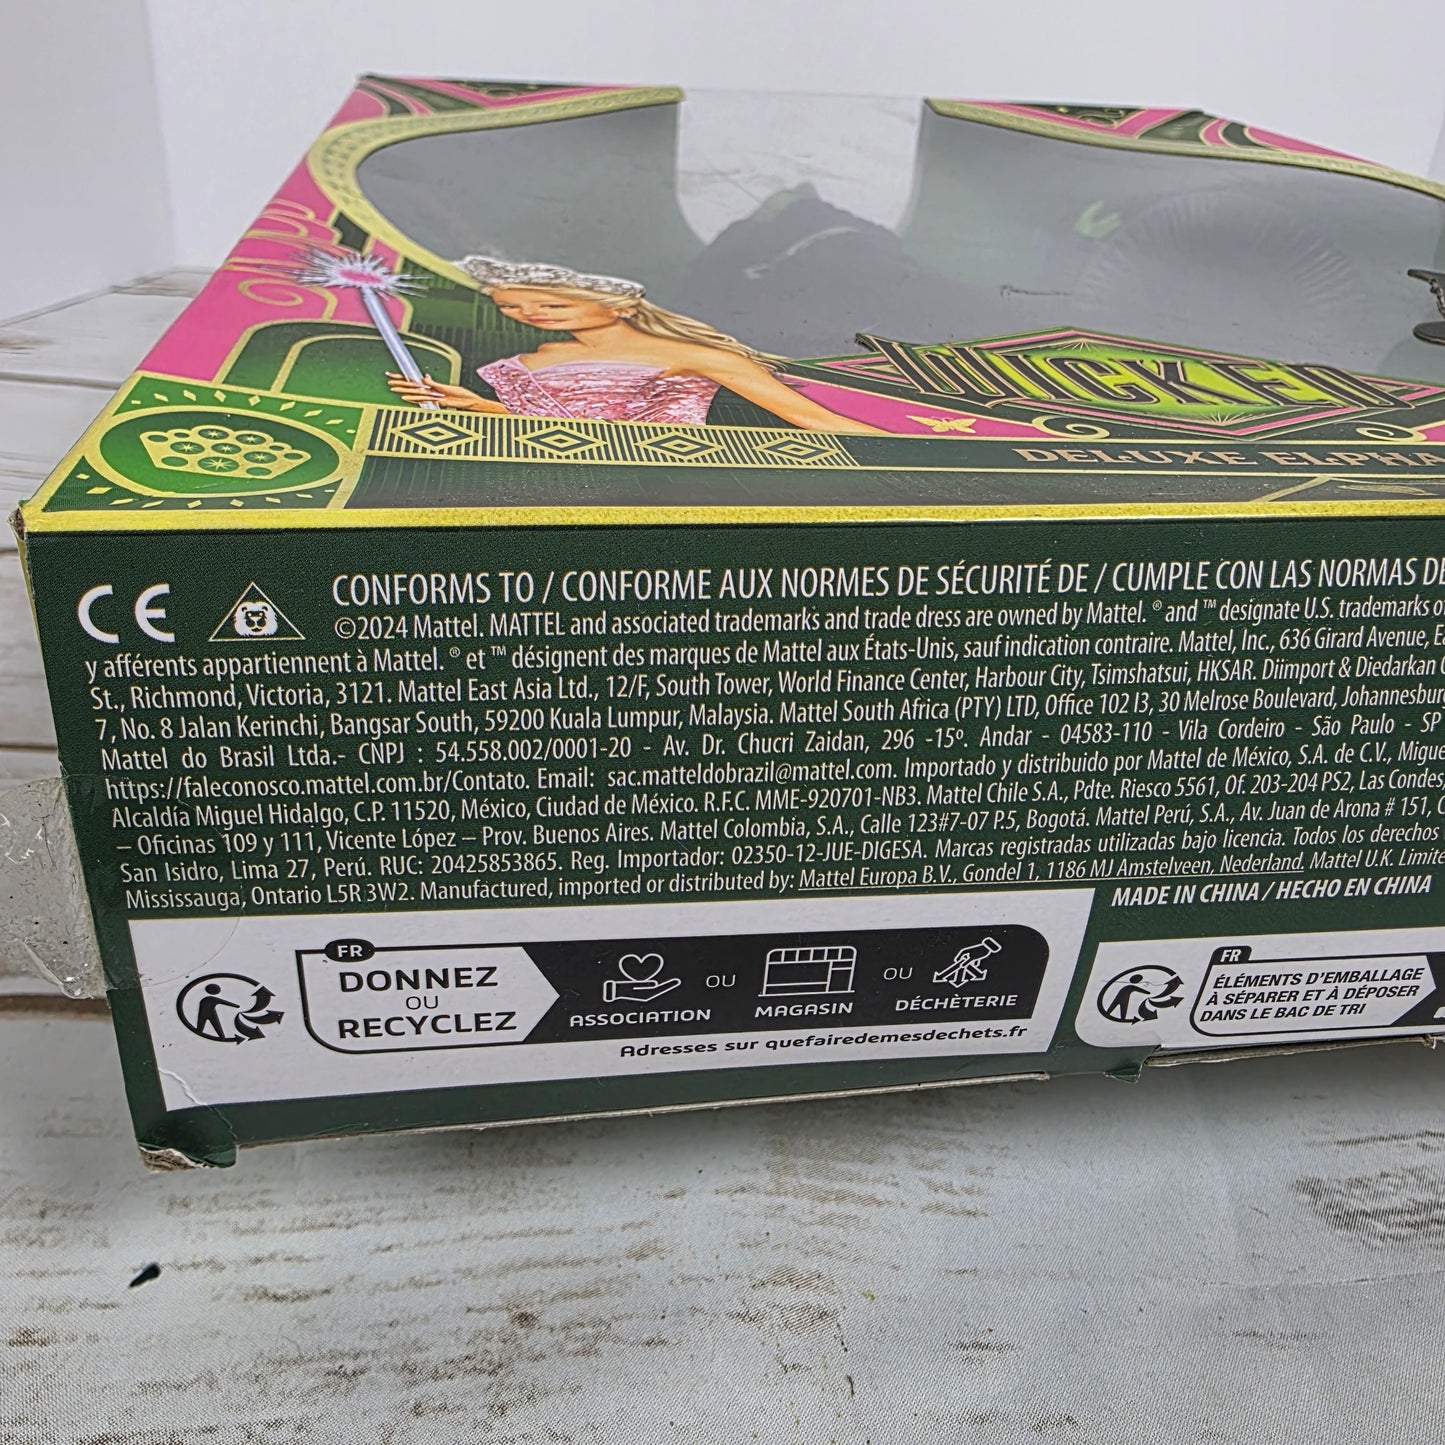 WICKED
DELUXE ELPHA
CE
CONFORMS TO / CONFORME AUX NORMES DE SÉCURITÉ DE / CUMPLE CON LAS NORMAS DE
©2024 Mattel. MATTEL and associated trademarks and trade dress are owned by Mattel. ® and ™ designate U.S. trademarks o
y afférents appartiennent à Mattel. ® et ™ désignent des marques de Mattel aux États-Unis, sauf indication contraire. Mattel, Inc., 636 Girard Avenue, E
St., Richmond, Victoria, 3121. Mattel East Asia Ltd., 12/F, South Tower, World Finance Center, Harbour City, Tsimshatsui, HKSAR. Diimport & Diedarkan
7, No. 8 Jalan Kerinchi, Bangsar South, 59200 Kuala Lumpur, Malaysia. Mattel South Africa (PTY) LTD, Office 102 I3, 30 Melrose Boulevard, Johannesbur
Mattel do Brasil Ltda.- CNPJ : 54.558.002/0001-20 - Av. Dr. Chucri Zaidan, 296 -15º. Andar - 04583-110 - Vila Cordeiro - São Paulo - SP
https://faleconosco.mattel.com.br/Contato. Email: sac.matteldobrazil@mattel.com. Importado y distribuido por Mattel de México, S.A. de C.V., Migue
Alcaldía Miguel Hidalgo, C.P. 11520, México, Ciudad de México. R.F.C. MME-920701-NB3. Mattel Chile S.A., Pdte. Riesco 5561, Of. 203-204 PS2, Las Condes,
– Oficinas 109 y 111, Vicente López – Prov. Buenos Aires. Mattel Colombia, S.A., Calle 123#7-07 P.5, Bogotá. Mattel Perú, S.A., Av. Juan de Arona # 151,
San Isidro, Lima 27, Perú. RUC: 20425853865. Reg. Importador: 02350-12-JUE-DIGESA. Marcas registradas utilizadas bajo licencia. Todos los derechos
Mississauga, Ontario L5R 3W2. Manufactured, imported or distributed by: Mattel Europa B.V., Gondel 1, 1186 MJ Amstelveen, Nederland. Mattel U.K. Limite
MADE IN CHINA / HECHO EN CHINA
FR
DONNEZ
OU
RECYCLEZ
ASSOCIATION OU MAGASIN OU DÉCHÈTERIE
Adresses sur quefairedemesdechets.fr
FR
ÉLÉMENTS D'EMBALLAGE
À SÉPARER ET À DÉPOSER
DANS LE BAC DE TRI